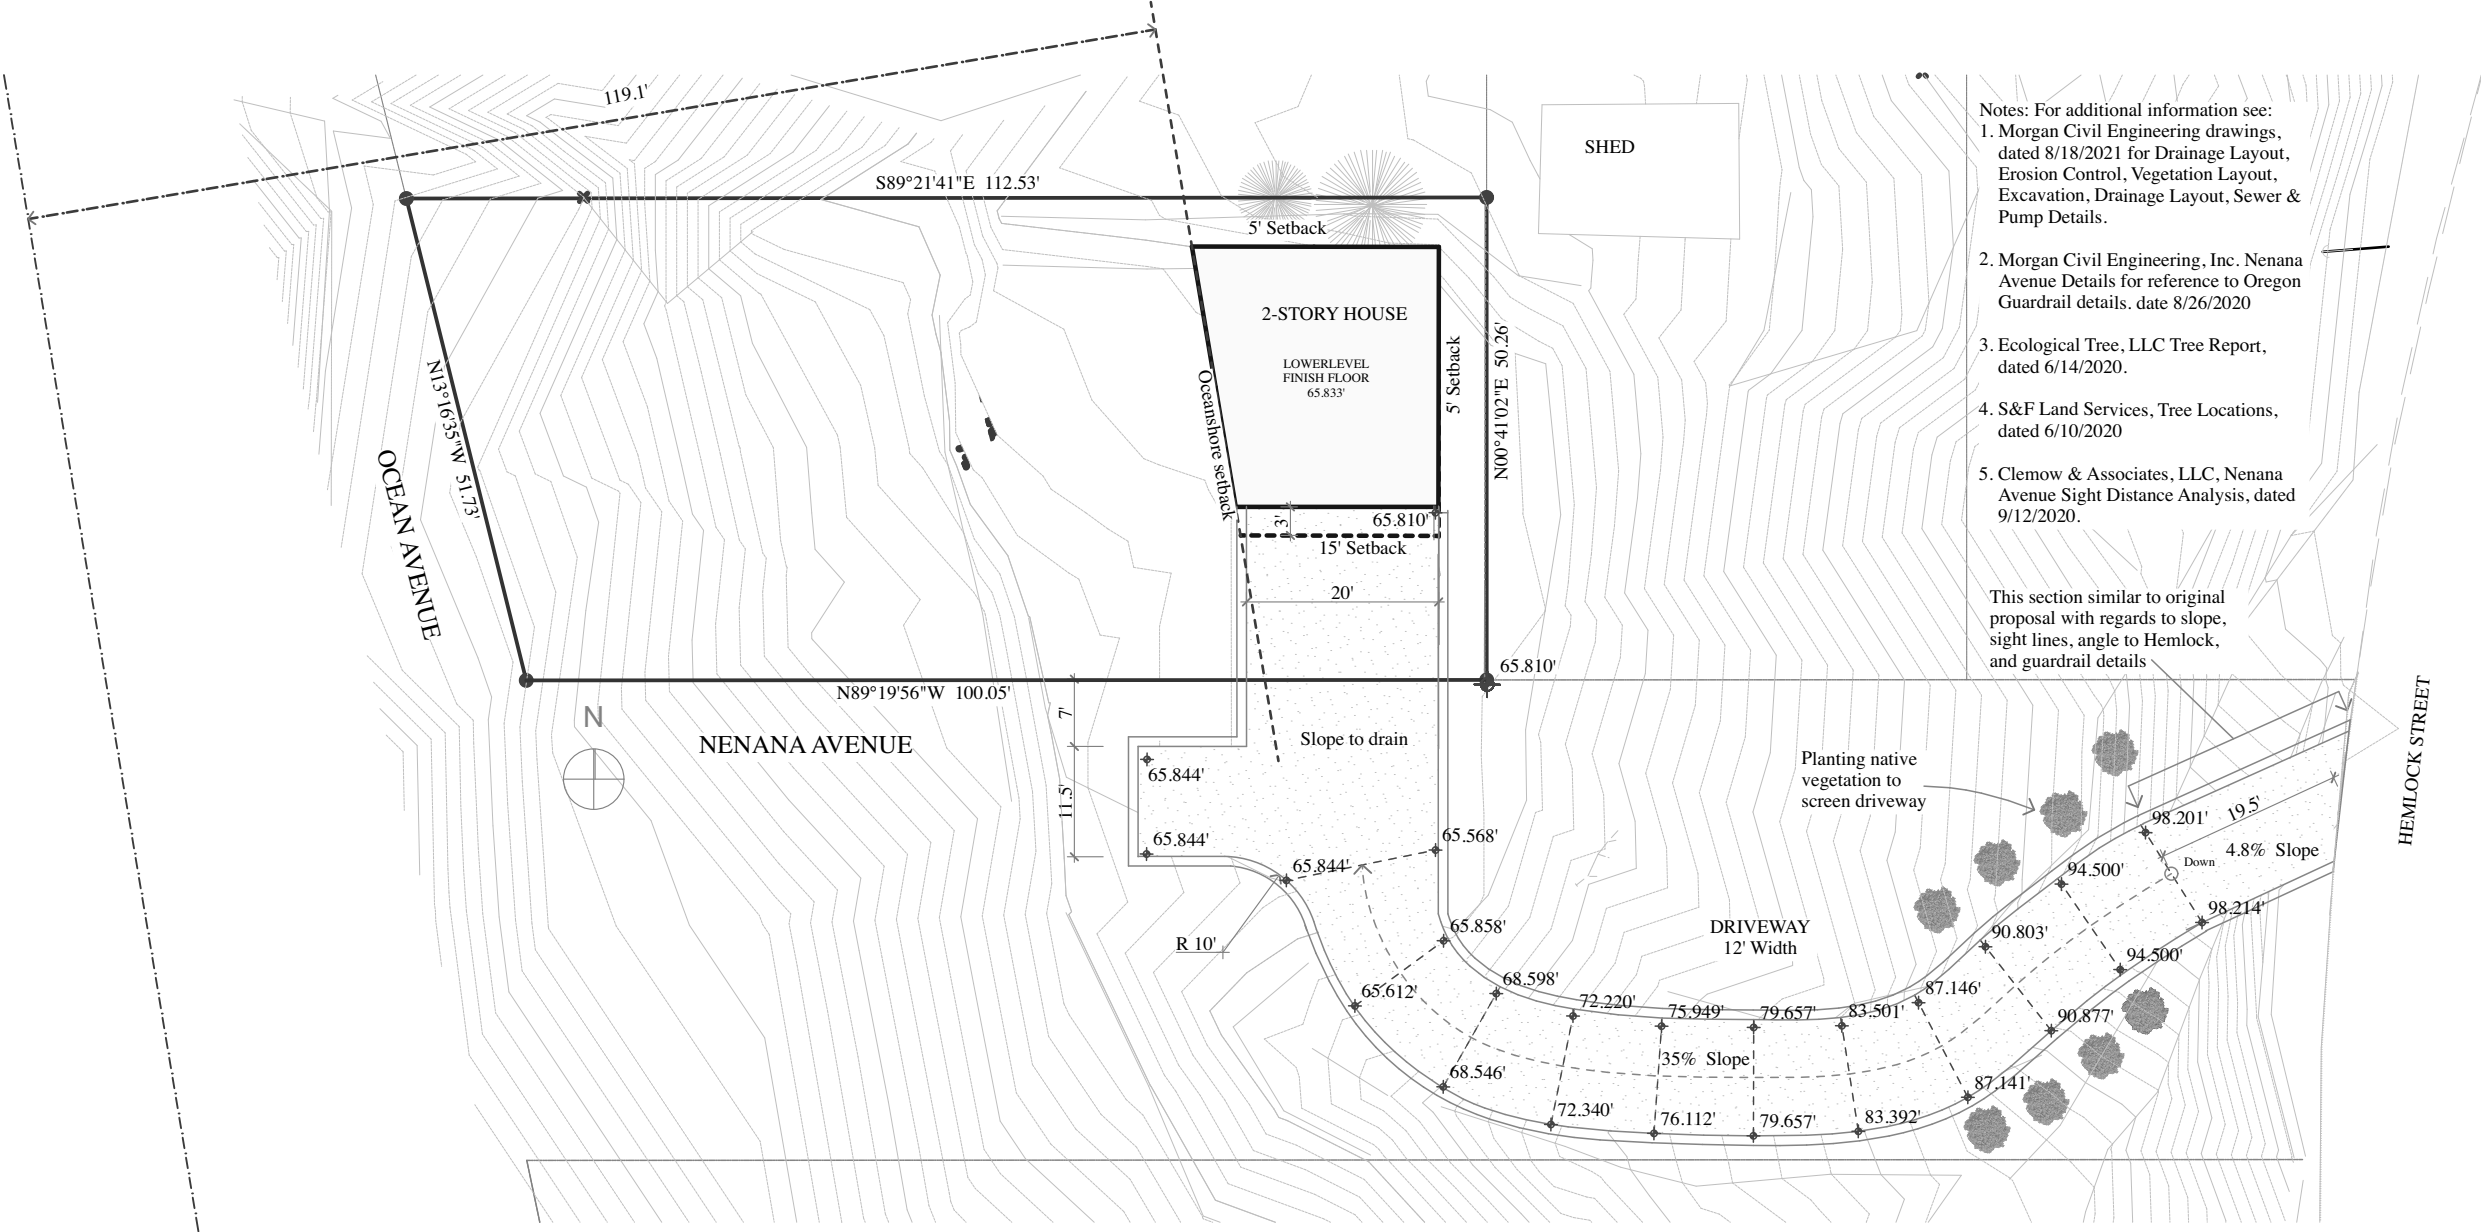 119.1'
S89°21'41"E 112.53'
SHED
Notes: For additional information see:
1. Morgan Civil Engineering drawings,
dated 8/18/2021 for Drainage Layout,
Erosion Control, Vegetation Layout,
Excavation, Drainage Layout, Sewer &
Pump Details.
2. Morgan Civil Engineering, Inc. Nenana
Avenue Details for reference to Oregon
Guardrail details. date 8/26/2020
3. Ecological Tree, LLC Tree Report,
dated 6/14/2020.
4. S&F Land Services, Tree Locations,
dated 6/10/2020
5. Clemow & Associates, LLC, Nenana
Avenue Sight Distance Analysis, dated
9/12/2020.
5' Setback
2-STORY HOUSE
LOWERLEVEL
FINISH FLOOR
65.833'
5' Setback
N00°41'02"E 50.26'
Oceanshore setback
N13°16'35"W 51.73'
OCEAN AVENUE
3'
65.810'
15' Setback
20'
65.810'
N89°19'56"W 100.05'
N
NENANA AVENUE
7'
11.5'
Slope to drain
65.844'
65.844'
65.844'
65.568'
R 10'
65.858'
65.612'
68.598'
68.546'
72.220'
72.340'
75.949'
76.112'
35% Slope
79.657'
79.657'
83.501'
83.392'
DRIVEWAY
12' Width
87.146'
87.141'
90.803'
90.877'
94.500'
94.500'
98.201'
98.214'
Down
4.8% Slope
19.5'
Planting native
vegetation to
screen driveway
This section similar to original
proposal with regards to slope,
sight lines, angle to Hemlock,
and guardrail details
HEMLOCK STREET